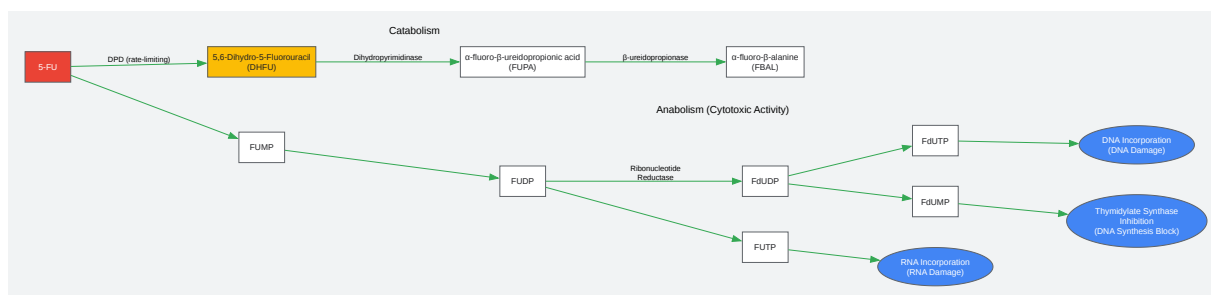 Catabolism
5-FU
DPD (rate-limiting)
5,6-Dihydro-5-Fluorouracil
(DHFU)
Dihydropyrimidinase
α-fluoro-β-ureidopropionic acid
(FUPA)
β-ureidopropionase
α-fluoro-β-alanine
(FBAL)
Anabolism (Cytotoxic Activity)
FUMP
FUDP
Ribonucleotide
Reductase
FdUDP
FdUTP
DNA Incorporation
(DNA Damage)
FdUMP
Thymidylate Synthase
Inhibition
(DNA Synthesis Block)
FUTP
RNA Incorporation
(RNA Damage)